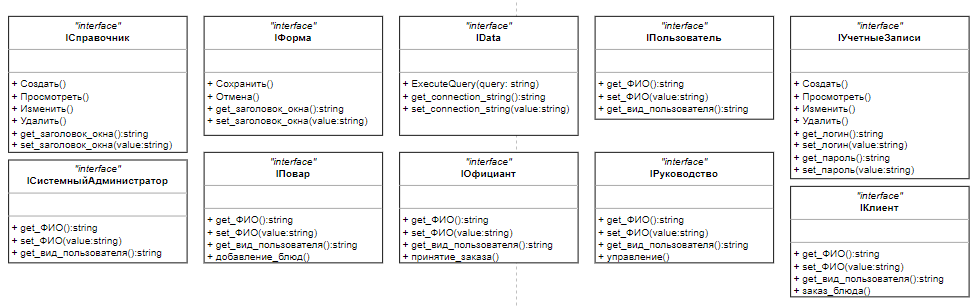 "interface"
IСправочник
+ Создать()
+ Просмотреть()
+ Изменить()
+ Удалить()
+ get_заголовок_окна():string
+ set_заголовок_окна(value:string)
"interface"
IФорма
+ Сохранить()
+ Отмена()
+ get_заголовок_окна():string
+ set_заголовок_окна(value:string)
"interface"
IData
+ ExecuteQuery(query: string)
+ get_connection_string():string
+ set_connection_string(value:string)
"interface"
IПользователь
+ get_ФИО():string
+ set_ФИО(value:string)
+ get_вид_пользователя():string
"interface"
IУчетныеЗаписи
+ Создать()
+ Просмотреть()
+ Изменить()
+ Удалить()
+ get_логин():string
+ set_логин(value:string)
+ get_пароль():string
+ set_пароль(value:string)
"interface"
IСистемныйАдминистратор
+ get_ФИО():string
+ set_ФИО(value:string)
+ get_вид_пользователя():string
"interface"
IПовар
+ get_ФИО():string
+ set_ФИО(value:string)
+ get_вид_пользователя():string
+ добавление_блюд()
"interface"
IОфициант
+ get_ФИО():string
+ set_ФИО(value:string)
+ get_вид_пользователя():string
+ принятие_заказа()
"interface"
IРуководство
+ get_ФИО():string
+ set_ФИО(value:string)
+ get_вид_пользователя():string
+ управление()
"interface"
IКлиент
+ get_ФИО():string
+ set_ФИО(value:string)
+ get_вид_пользователя():string
+ заказ_блюда()